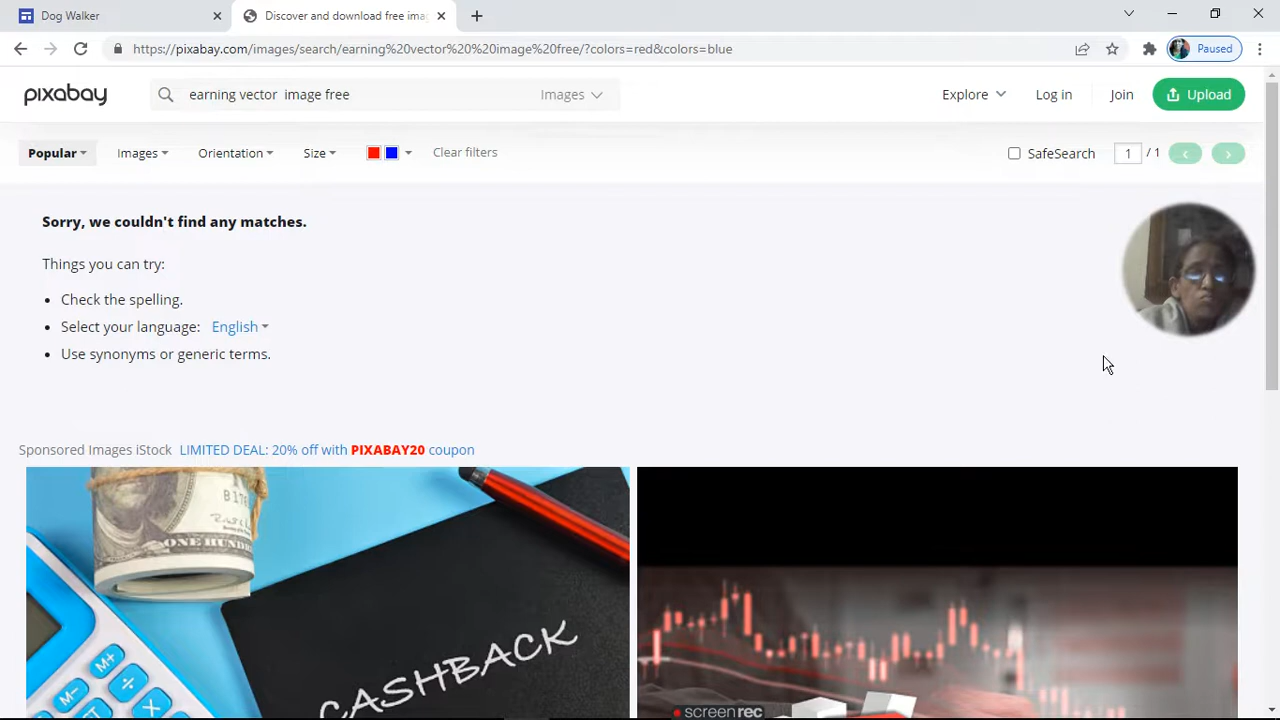 Dog Walker
Discover and download free ima
https://pixabay.com/images/search/earning%20vector%20%20image%20free/?colors=red&colors=blue
Paused
pixabay
earning vector  image free
Images
Explore
Log in
Join
Upload
Popular
Images
Orientation
Size
Clear filters
SafeSearch
1
/ 1
Sorry, we couldn't find any matches.
Things you can try:
• Check the spelling.
• Select your language: English
• Use synonyms or generic terms.
Sponsored Images iStock LIMITED DEAL: 20% off with PIXABAY20 coupon
ONE HUNDRE
M+
M-
÷
X
CASHBACK
screenrec